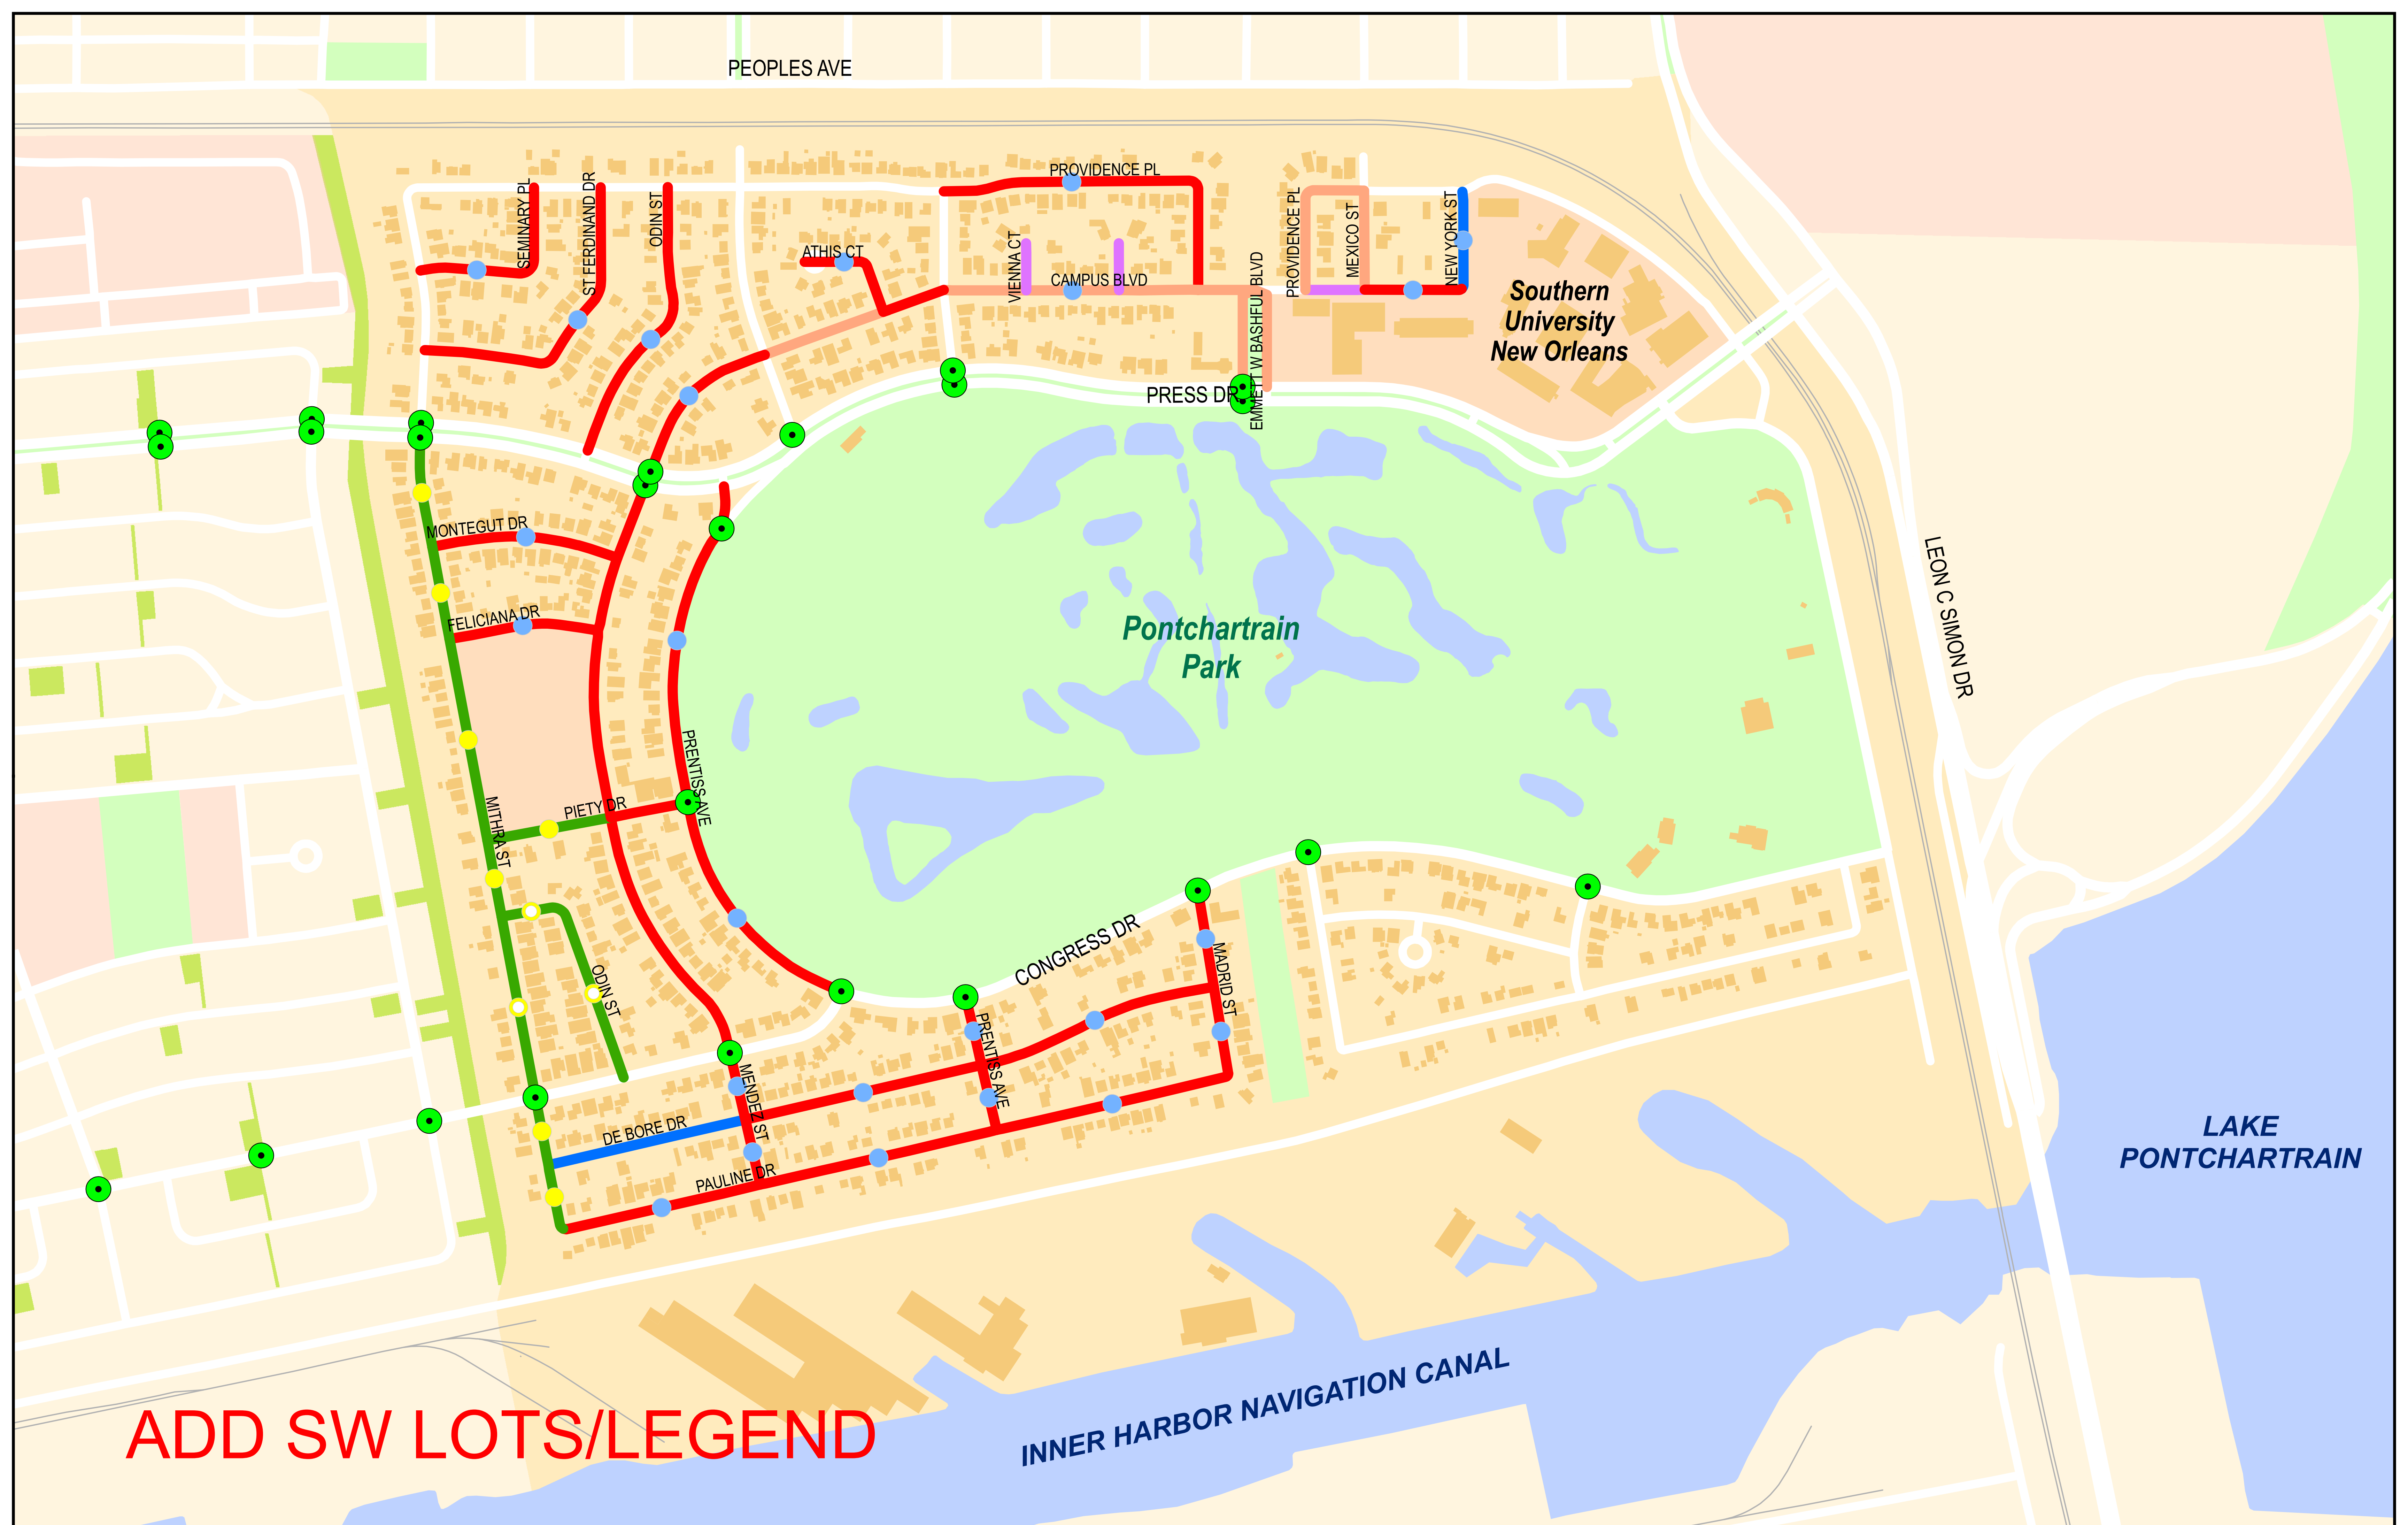 PEOPLES AVE
PROVIDENCE PL
SEMINARY PL
ST FERDINAND DR
ODIN ST
ATHIS CT
VIENNA CT
CAMPUS BLVD
EMMETT W BASHFUL BLVD
PROVIDENCE PL
MEXICO ST
NEW YORK ST
Southern
University
New Orleans
PRESS DR
MONTEGUT DR
FELICIANA DR
Pontchartrain
Park
LEON C SIMON DR
PRENTISS AVE
PIETY DR
MITHRA ST
ODIN ST
CONGRESS DR
MADRID ST
PRENTISS AVE
MENDEZ ST
DE BORE DR
PAULINE DR
LAKE
PONTCHARTRAIN
INNER HARBOR NAVIGATION CANAL
ADD SW LOTS/LEGEND